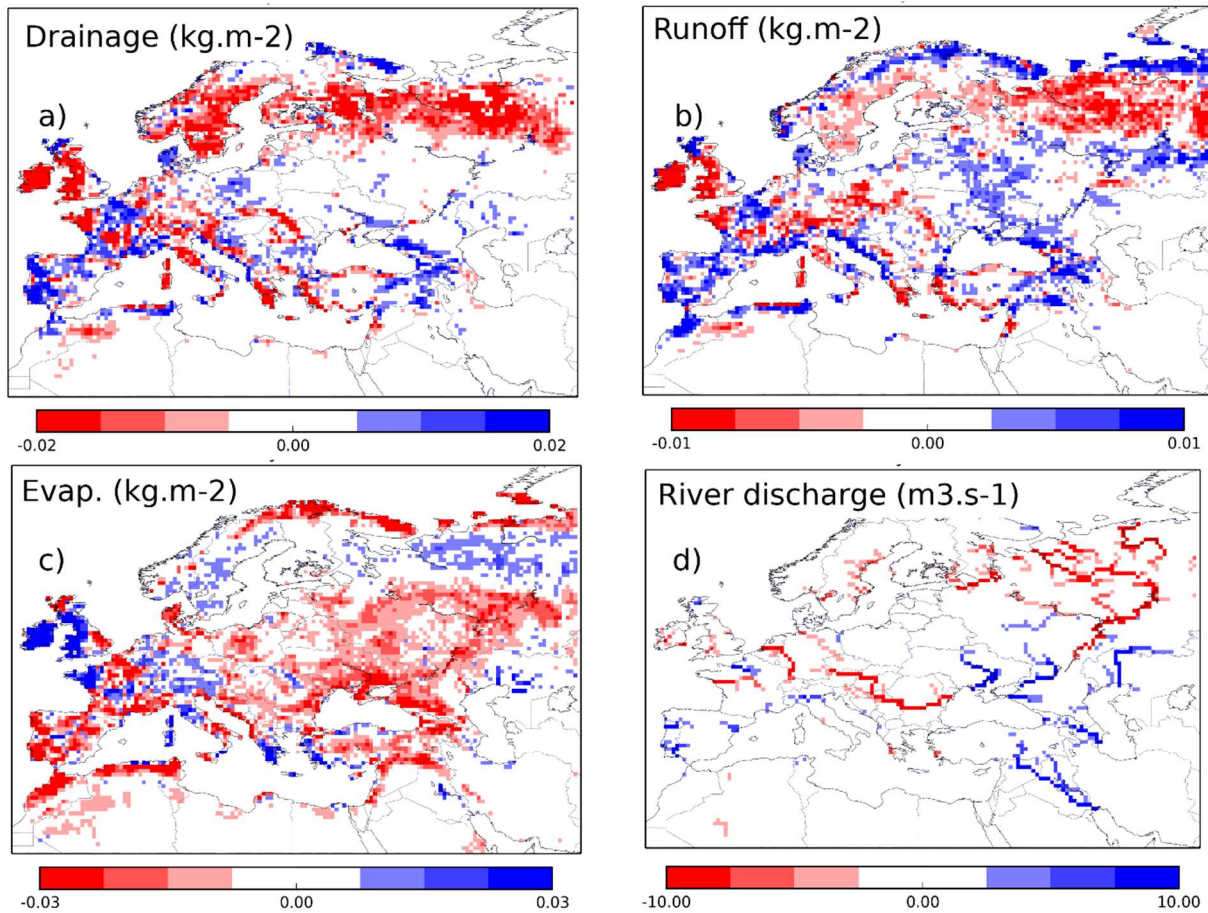 Drainage (kg.m-2)
a)
-0.02 0.00 0.02
Runoff (kg.m-2)
b)
-0.01 0.00 0.01
Evap. (kg.m-2)
c)
-0.03 0.00 0.03
River discharge (m3.s-1)
d)
-10.00 0.00 10.00